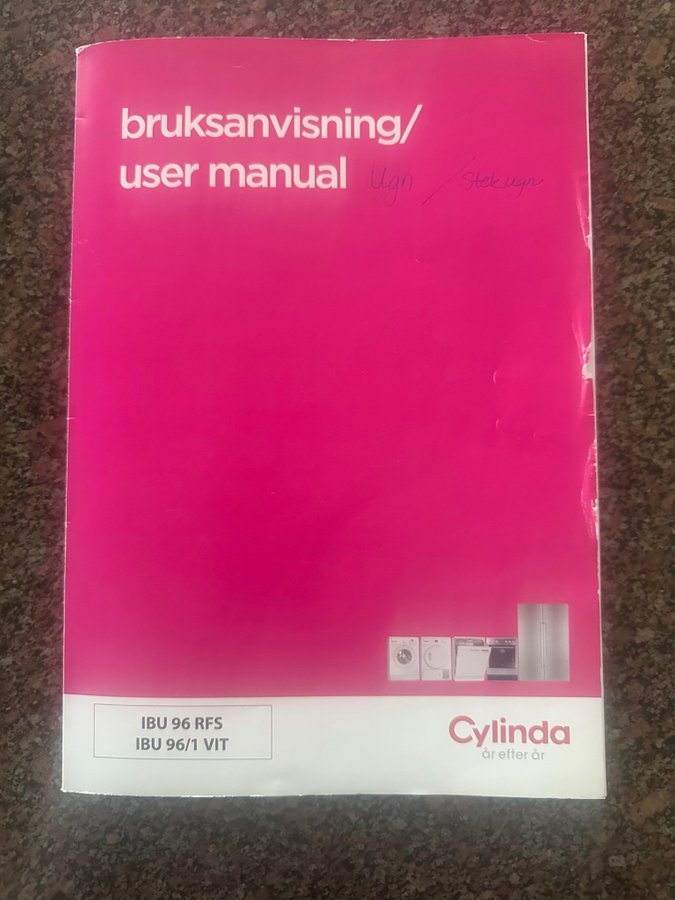 bruksanvisning/
user manual Ugn / Stekugn
IBU 96 RFS
IBU 96/1 VIT
Cylinda
år efter år